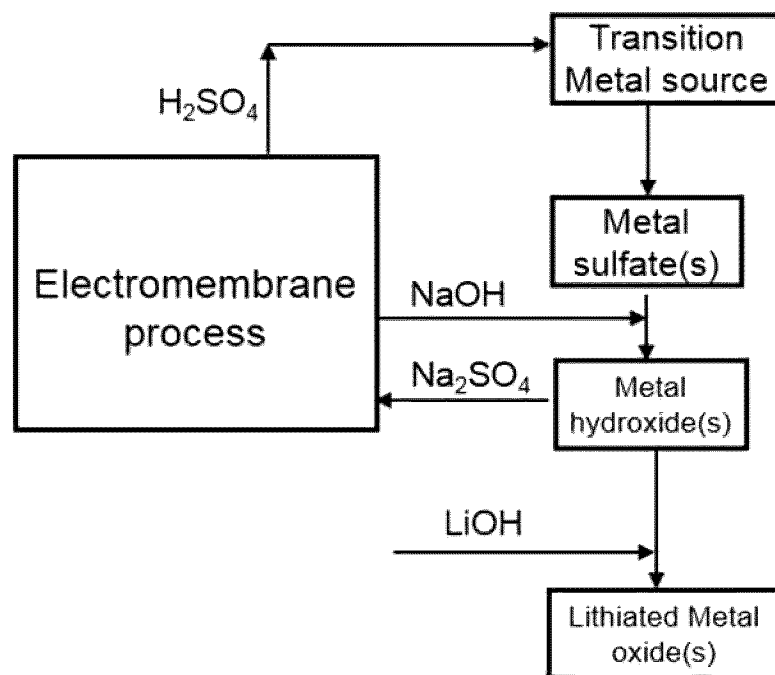 Transition
Metal source
H₂SO₄
Metal
sulfate(s)
Electromembrane
process
NaOH
Na₂SO₄
Metal
hydroxide(s)
LiOH
Lithiated Metal
oxide(s)